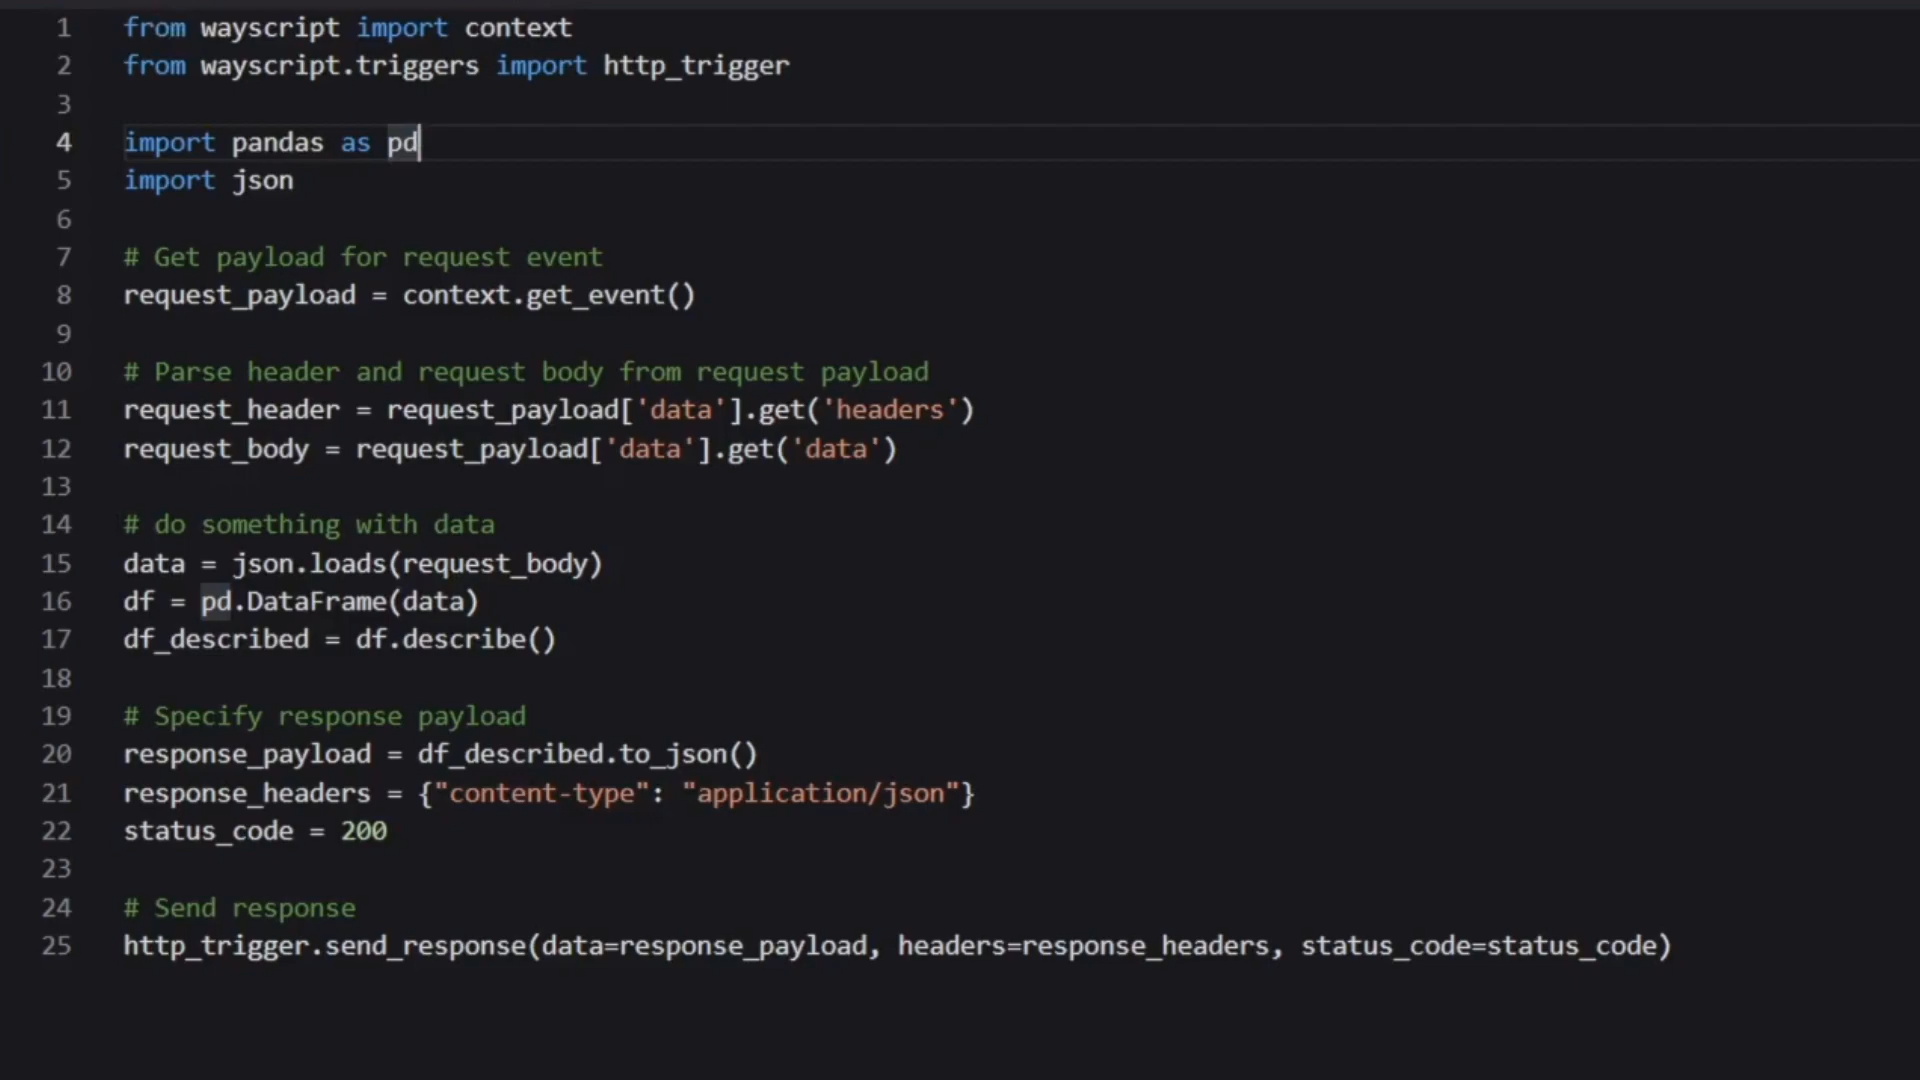 1 from wayscript import context
2 from wayscript.triggers import http_trigger
3
4 import pandas as pd
5 import json
6
7 # Get payload for request event
8 request_payload = context.get_event()
9
10 # Parse header and request body from request payload
11 request_header = request_payload['data'].get('headers')
12 request_body = request_payload['data'].get('data')
13
14 # do something with data
15 data = json.loads(request_body)
16 df = pd.DataFrame(data)
17 df_described = df.describe()
18
19 # Specify response payload
20 response_payload = df_described.to_json()
21 response_headers = {"content-type": "application/json"}
22 status_code = 200
23
24 # Send response
25 http_trigger.send_response(data=response_payload, headers=response_headers, status_code=status_code)